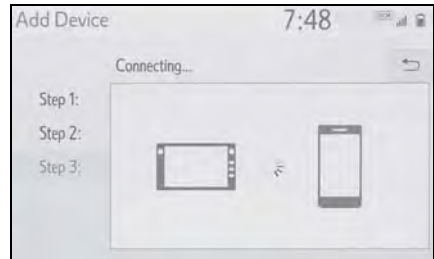 Add Device 7:48
Connecting...
Step 1:
Step 2:
Step 3: